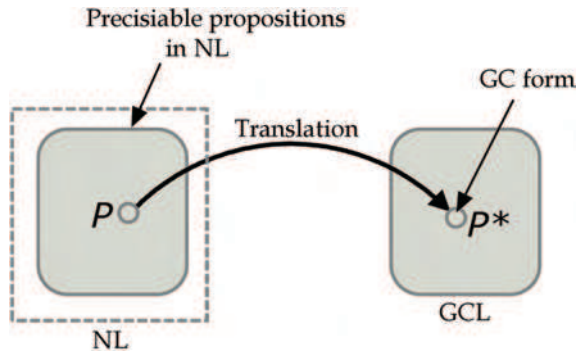 Precisiable propositions
in NL
GC form
Translation
P
P*
NL
GCL